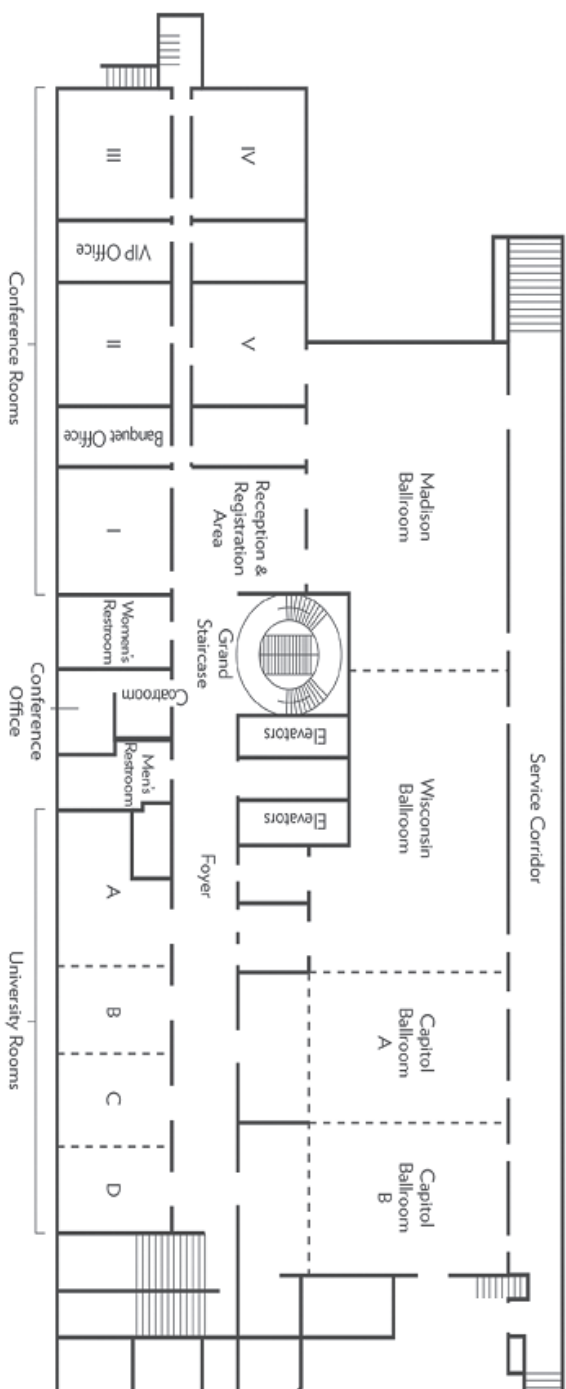 III
IV
VIP Office
II
V
Banquet Office
I
Conference Rooms
Reception &
Registration
Area
Madison
Ballroom
Women's
Restroom
Grand
Staircase
Coatroom
Conference
Office
Elevators
Men's
Restroom
Elevators
Wisconsin
Ballroom
Service Corridor
Foyer
A
B
C
D
University Rooms
Capitol
Ballroom
A
Capitol
Ballroom
B